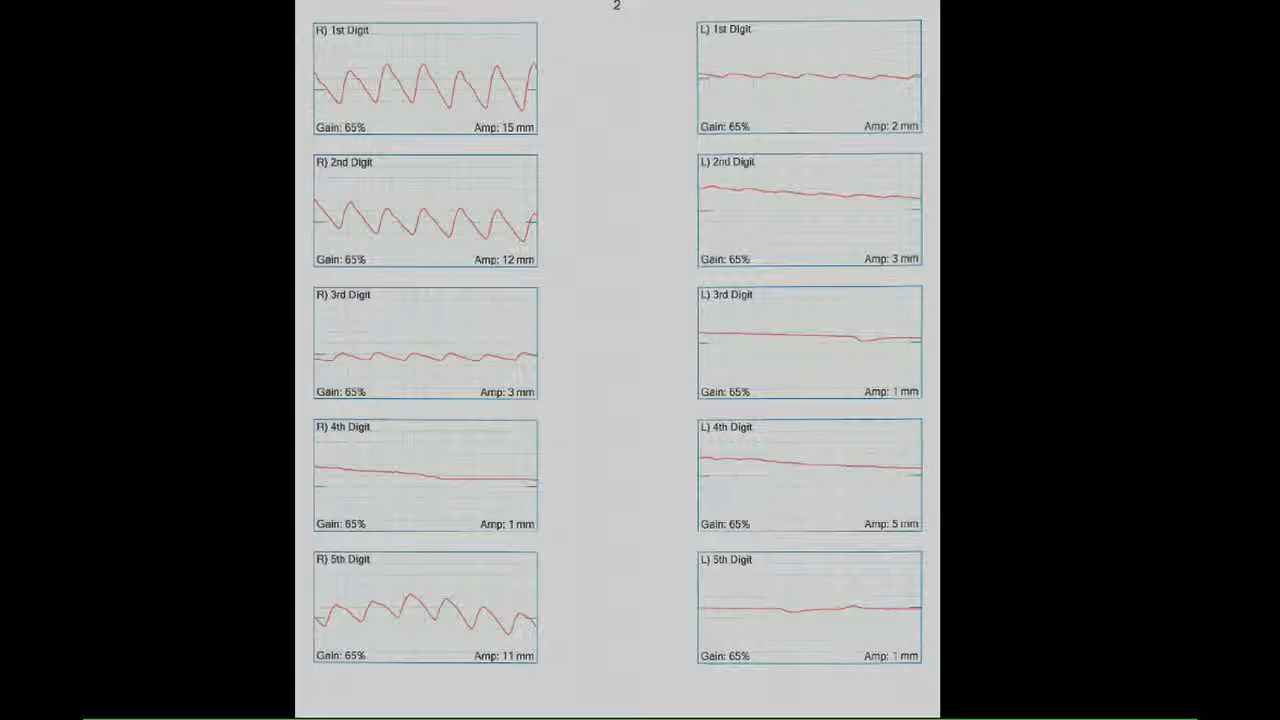 2
R) 1st Digit
Gain: 65% Amp: 15 mm
L) 1st Digit
Gain: 65% Amp: 2 mm
R) 2nd Digit
Gain: 65% Amp: 12 mm
L) 2nd Digit
Gain: 65% Amp: 3 mm
R) 3rd Digit
Gain: 65% Amp: 3 mm
L) 3rd Digit
Gain: 65% Amp: 1 mm
R) 4th Digit
Gain: 65% Amp: 1 mm
L) 4th Digit
Gain: 65% Amp: 5 mm
R) 5th Digit
Gain: 65% Amp: 11 mm
L) 5th Digit
Gain: 65% Amp: 1 mm